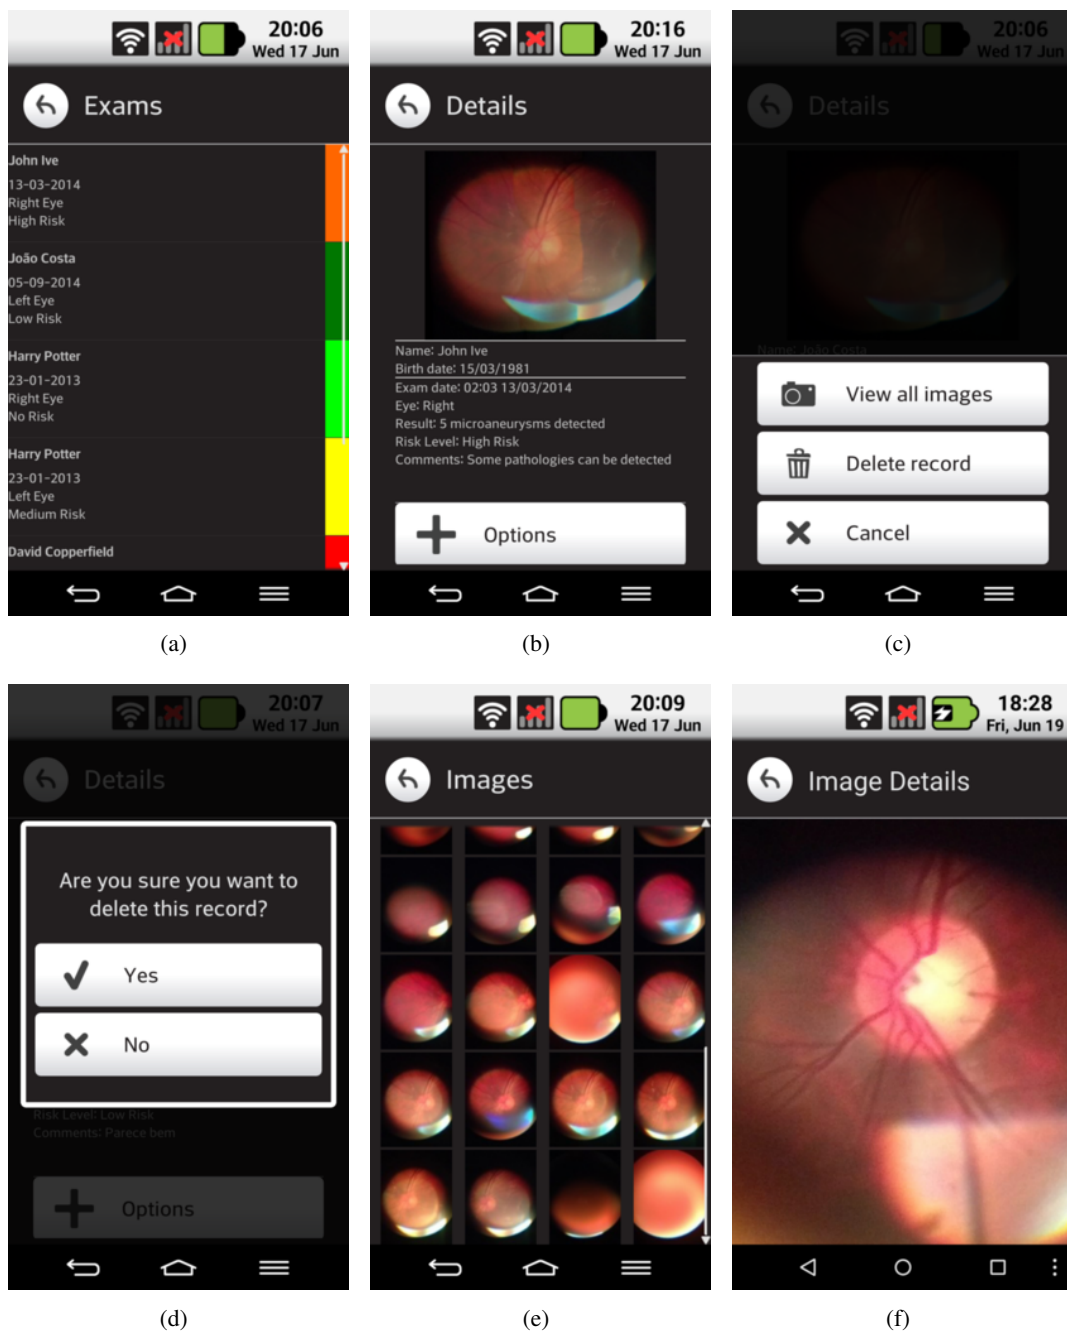 20:06
Wed 17 Jun
Exams
John Ive
13-03-2014
Right Eye
High Risk
João Costa
05-09-2014
Left Eye
Low Risk
Harry Potter
23-01-2013
Right Eye
No Risk
Harry Potter
23-01-2013
Left Eye
Medium Risk
David Copperfield
(a)
20:16
Wed 17 Jun
Details
Name: John Ive
Birth date: 15/03/1981
Exam date: 02:03 13/03/2014
Eye: Right
Result: 5 microaneurysms detected
Risk Level: High Risk
Comments: Some pathologies can be detected
Options
(b)
20:06
Wed 17 Jun
Details
Name: João Costa
View all images
Delete record
Cancel
(c)
20:07
Wed 17 Jun
Details
Are you sure you want to
delete this record?
Yes
No
Risk Level: Low Risk
Comments: Parece bem
Options
(d)
20:09
Wed 17 Jun
Images
(e)
18:28
Fri, Jun 19
Image Details
(f)